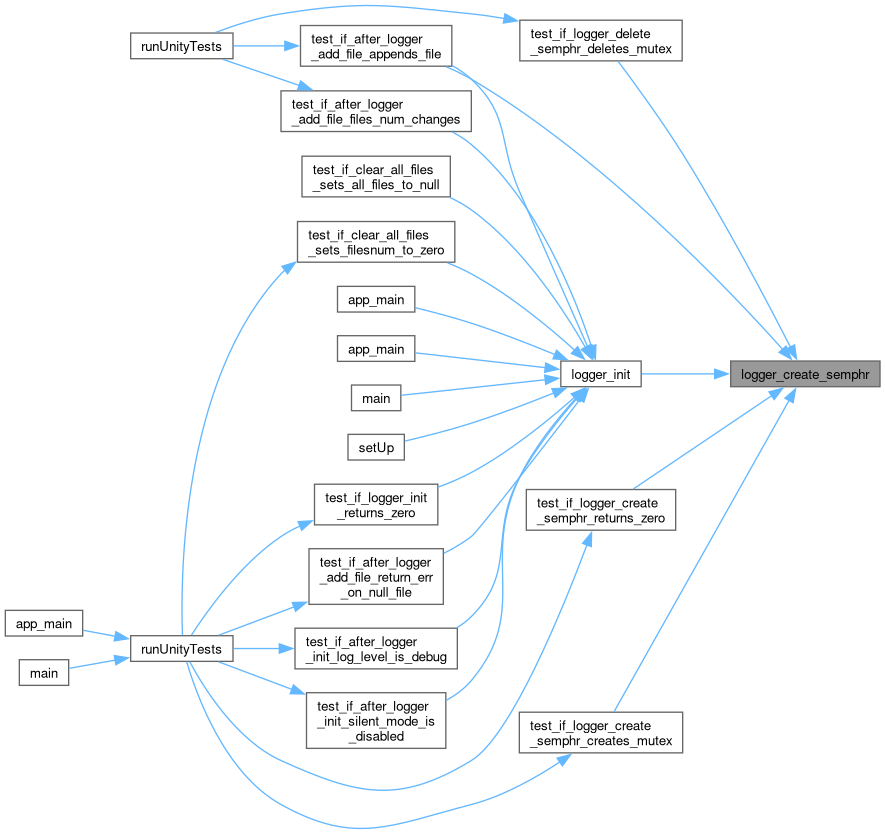 runUnityTests
test_if_after_logger
_add_file_appends_file
test_if_logger_delete
_semphr_deletes_mutex
test_if_after_logger
_add_file_files_num_changes
test_if_clear_all_files
_sets_all_files_to_null
test_if_clear_all_files
_sets_filesnum_to_zero
app_main
app_main
main
setUp
logger_init
logger_create_semphr
test_if_logger_init
_returns_zero
test_if_logger_create
_semphr_returns_zero
test_if_after_logger
_add_file_return_err
_on_null_file
app_main
main
runUnityTests
test_if_after_logger
_init_log_level_is_debug
test_if_after_logger
_init_silent_mode_is
_disabled
test_if_logger_create
_semphr_creates_mutex